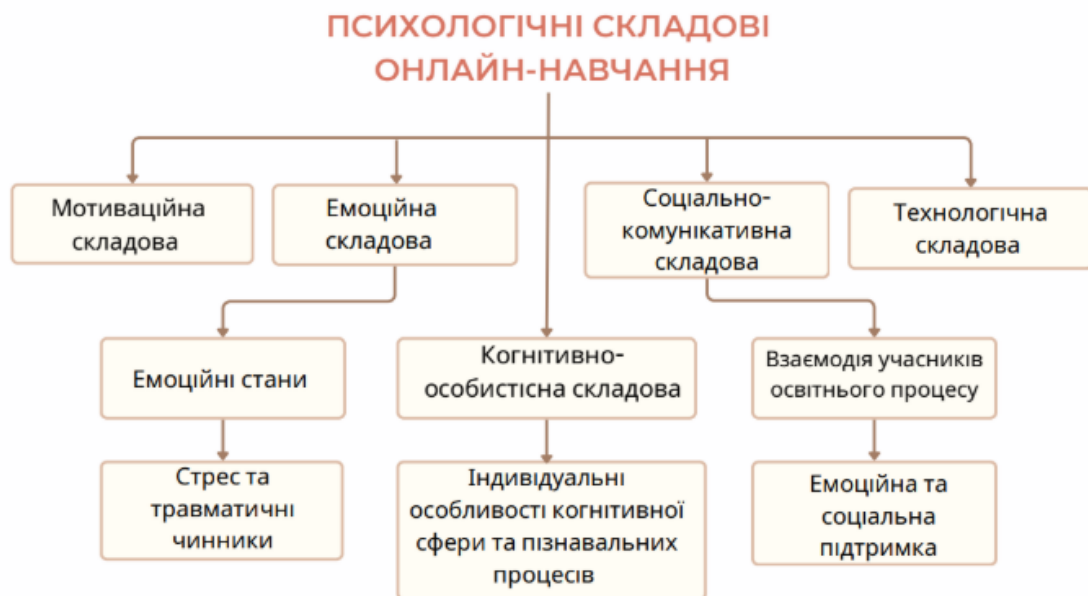 ПСИХОЛОГІЧНІ СКЛАДОВІ
ОНЛАЙН-НАВЧАННЯ
Мотиваційна
складова
Емоційна
складова
Соціально-
комунікативна
складова
Технологічна
складова
Емоційні стани
Когнітивно-
особистісна складова
Взаємодія учасників
освітнього процесу
Стрес та
травматичні
чинники
Індивідуальні
особливості когнітивної
сфери та пізнавальних
процесів
Емоційна та
соціальна
підтримка